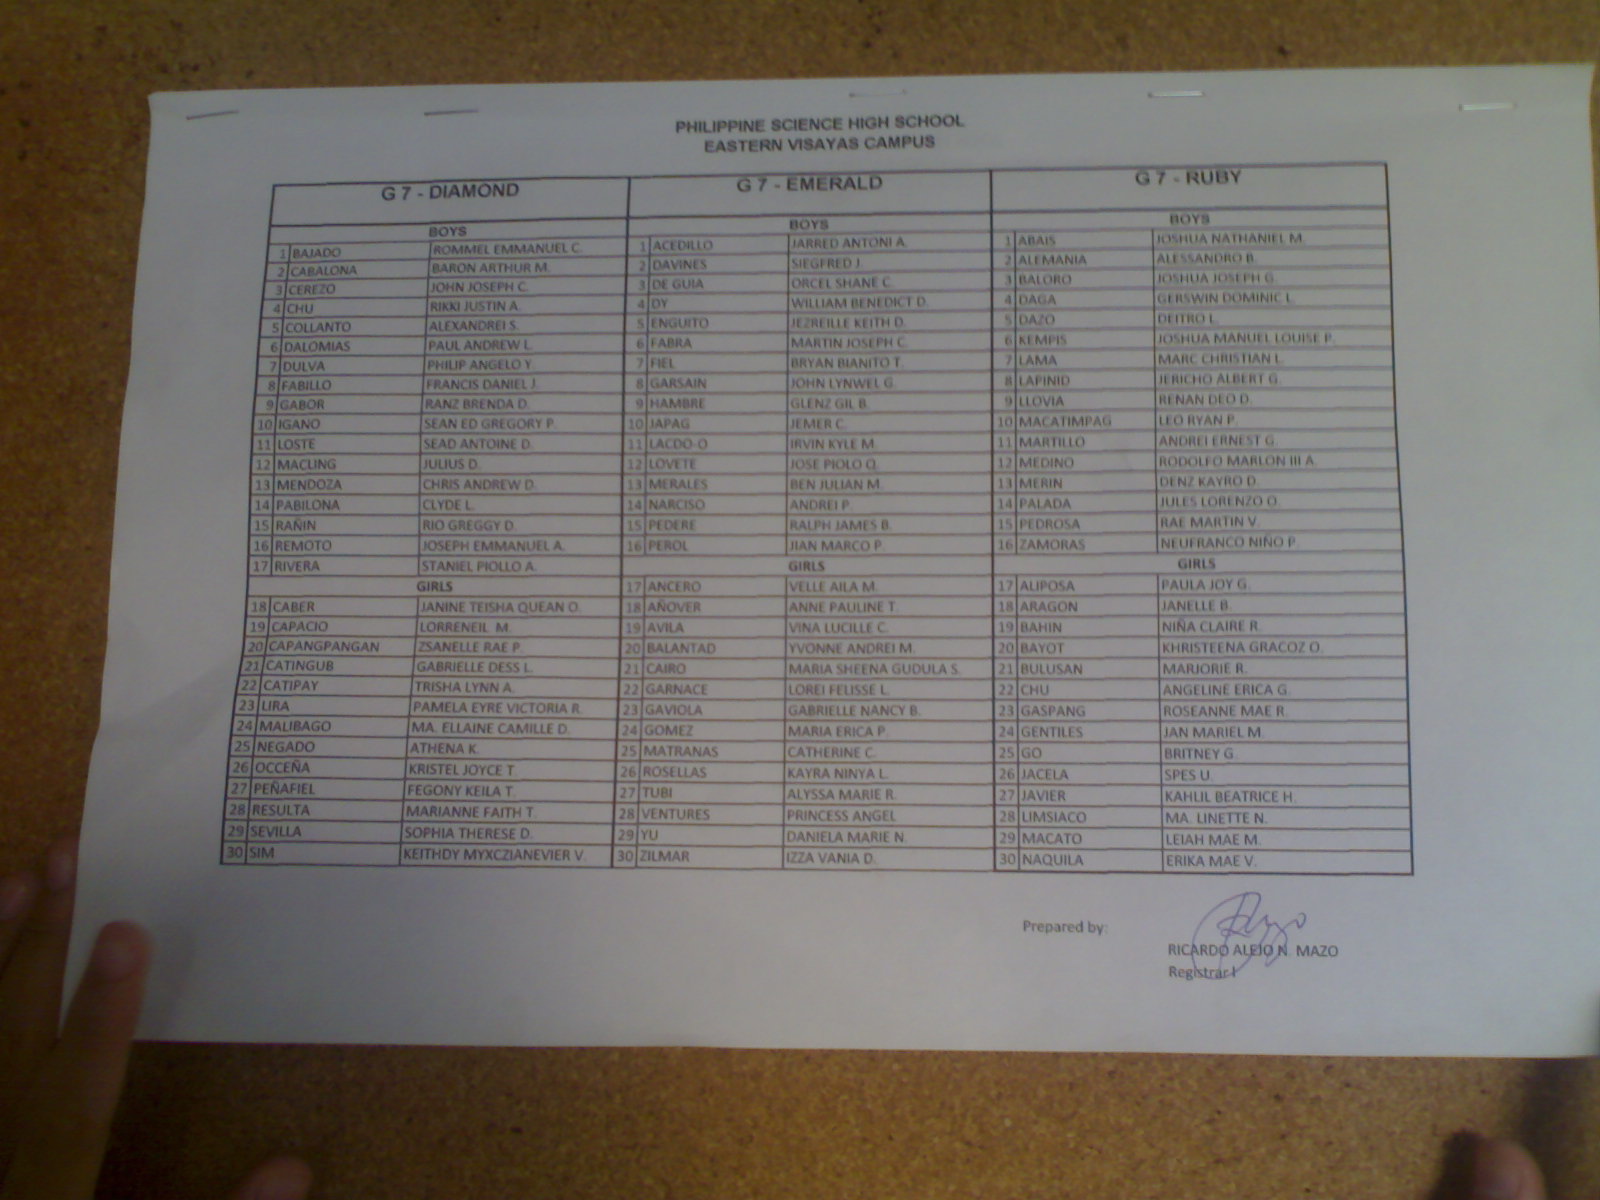 PHILIPPINE SCIENCE HIGH SCHOOL
EASTERN VISAYAS CAMPUS
G 7 - DIAMOND
BOYS
1 BAJADO ROMMEL EMMANUEL C.
2 CABALONA BARON ARTHUR M.
3 CEREZO JOHN JOSEPH C.
4 CHU RIKKI JUSTIN A.
5 COLLANTO ALEXANDREI S.
6 DALOMIAS PAUL ANDREW L.
7 DULVA PHILIP ANGELO Y.
8 FABILLO FRANCIS DANIEL J.
9 GABOR RANZ BRENDA D.
10 IGANO SEAN ED GREGORY P.
11 LOSTE SEAD ANTOINE D.
12 MACLING JULIUS D.
13 MENDOZA CHRIS ANDREW D.
14 PABILONA CLYDE L.
15 RAÑIN RIO GREGGY D.
16 REMOTO JOSEPH EMMANUEL A.
17 RIVERA STANIEL PIOLLO A.
GIRLS
18 CABER JANINE TEISHA QUEAN O.
19 CAPACIO LORRENEIL M.
20 CAPANGPANGAN ZSANELLE RAE P.
21 CATINGUB GABRIELLE DESS L.
22 CATIPAY TRISHA LYNN A.
23 LIRA PAMELA EYRE VICTORIA R.
24 MALIBAGO MA. ELLAINE CAMILLE D.
25 NEGADO ATHENA K.
26 OCCEÑA KRISTEL JOYCE T.
27 PEÑAFIEL FEGONY KEILA T.
28 RESULTA MARIANNE FAITH T.
29 SEVILLA SOPHIA THERESE D.
30 SIM KEITHDY MYXCZIANEVIER V.
G 7 - EMERALD
BOYS
1 ACEDILLO JARRED ANTONI A.
2 DAVINES SIEGFRED J.
3 DE GUIA ORCEL SHANE C.
4 DY WILLIAM BENEDICT D.
5 ENGUITO JEZREILLE KEITH D.
6 FABRA MARTIN JOSEPH C.
7 FIEL BRYAN BIANITO T.
8 GARSAIN JOHN LYNWEL G.
9 HAMBRE GLENZ GIL B.
10 JAPAG JEMER C.
11 LACDO-O IRVIN KYLE M.
12 LOVETE JOSE PIOLO Q.
13 MERALES BEN JULIAN M.
14 NARCISO ANDREI P.
15 PEDERE RALPH JAMES B.
16 PEROL JIAN MARCO P.
GIRLS
17 ANCERO VELLE AILA M.
18 AÑOVER ANNE PAULINE T.
19 AVILA VINA LUCILLE C.
20 BALANTAD YVONNE ANDREI M.
21 CAIRO MARIA SHEENA GUDULA S.
22 GARNACE LOREI FELISSE L.
23 GAVIOLA GABRIELLE NANCY B.
24 GOMEZ MARIA ERICA P.
25 MATRANAS CATHERINE C.
26 ROSELLAS KAYRA NINYA L.
27 TUBI ALYSSA MARIE R.
28 VENTURES PRINCESS ANGEL
29 YU DANIELA MARIE N.
30 ZILMAR IZZA VANIA D.
G 7 - RUBY
BOYS
1 ABAIS JOSHUA NATHANIEL M.
2 ALEMANIA ALESSANDRO B.
3 BALORO JOSHUA JOSEPH G.
4 DAGA GERSWIN DOMINIC L.
5 DAZO DEITRO L.
6 KEMPIS JOSHUA MANUEL LOUISE P.
7 LAMA MARC CHRISTIAN L.
8 LAPINID JERICHO ALBERT G.
9 LLOVIA RENAN DEO D.
10 MACATIMPAG LEO RYAN P.
11 MARTILLO ANDREI ERNEST G.
12 MEDINO RODOLFO MARLON III A.
13 MERIN DENZ KAYRO D.
14 PALADA JULES LORENZO O.
15 PEDROSA RAE MARTIN V.
16 ZAMORAS NEUFRANCO NIÑO P.
GIRLS
17 ALIPOSA PAULA JOY G.
18 ARAGON JANELLE B.
19 BAHIN NIÑA CLAIRE R.
20 BAYOT KHRISTEENA GRACOZ O.
21 BULUSAN MARJORIE R.
22 CHU ANGELINE ERICA G.
23 GASPANG ROSEANNE MAE R.
24 GENTILES JAN MARIEL M.
25 GO BRITNEY G.
26 JACELA SPES U.
27 JAVIER KAHLIL BEATRICE H.
28 LIMSIACO MA. LINETTE N.
29 MACATO LEIAH MAE M.
30 NAQUILA ERIKA MAE V.
Prepared by:
RICARDO ALEJO N. MAZO
Registrar I